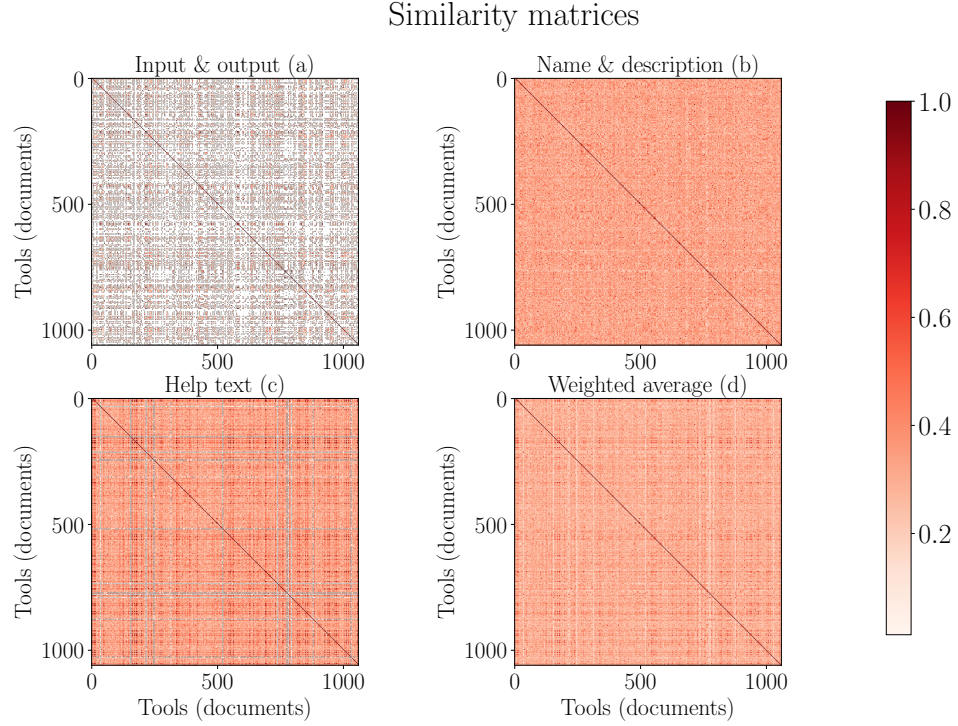 Similarity matrices
Input & output (a)
Name & description (b)
0
500
1000
Tools (documents)
0 500 1000
0
500
1000
Tools (documents)
0 500 1000
Help text (c)
Weighted average (d)
0
500
1000
Tools (documents)
0 500 1000
Tools (documents)
0
500
1000
Tools (documents)
0 500 1000
Tools (documents)
1.0
0.8
0.6
0.4
0.2